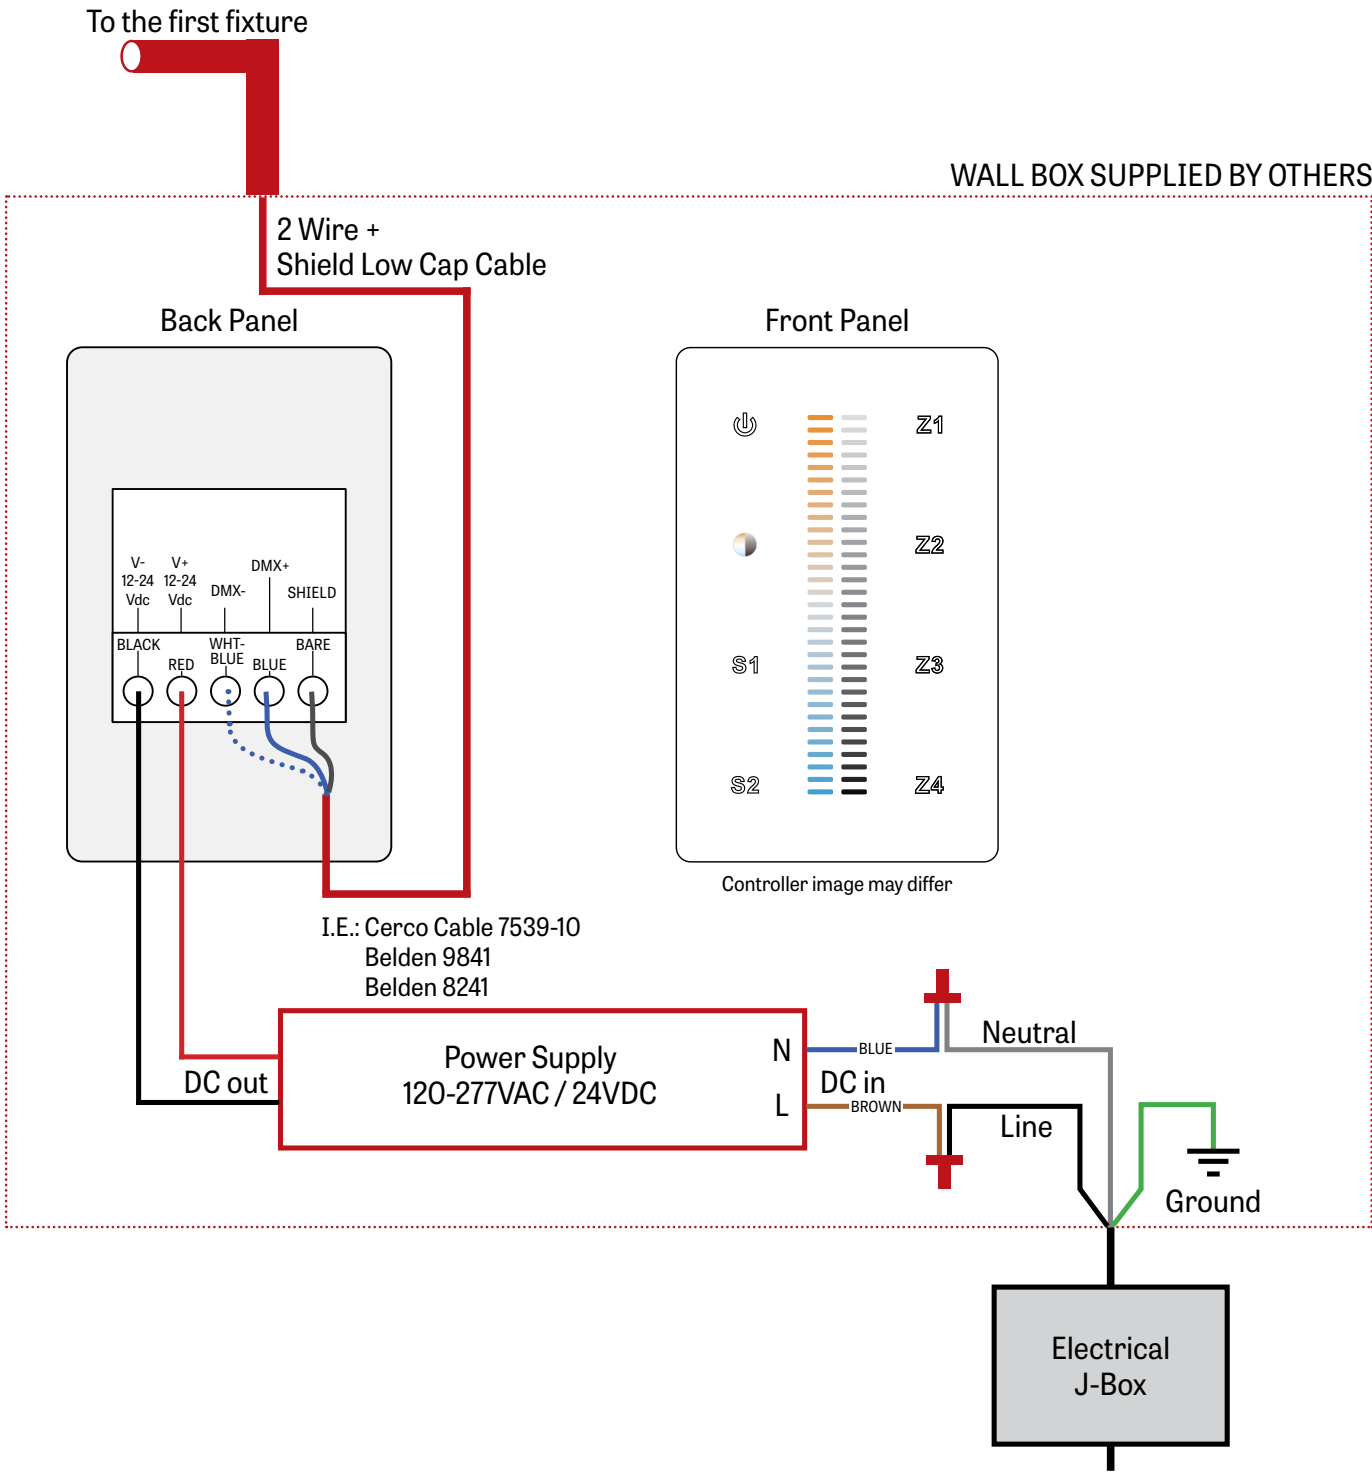 To the first fixture
WALL BOX SUPPLIED BY OTHERS
2 Wire +
Shield Low Cap Cable
Back Panel
Front Panel
V-
12-24
Vdc
V+
12-24
Vdc
DMX-
DMX+
SHIELD
BLACK
RED
WHT-
BLUE
BLUE
BARE
Z1
Z2
S1
Z3
S2
Z4
Controller image may differ
I.E.: Cerco Cable 7539-10
Belden 9841
Belden 8241
DC out
Power Supply
120-277VAC / 24VDC
N
L
BLUE
DC in
BROWN
Neutral
Line
Ground
Electrical
J-Box